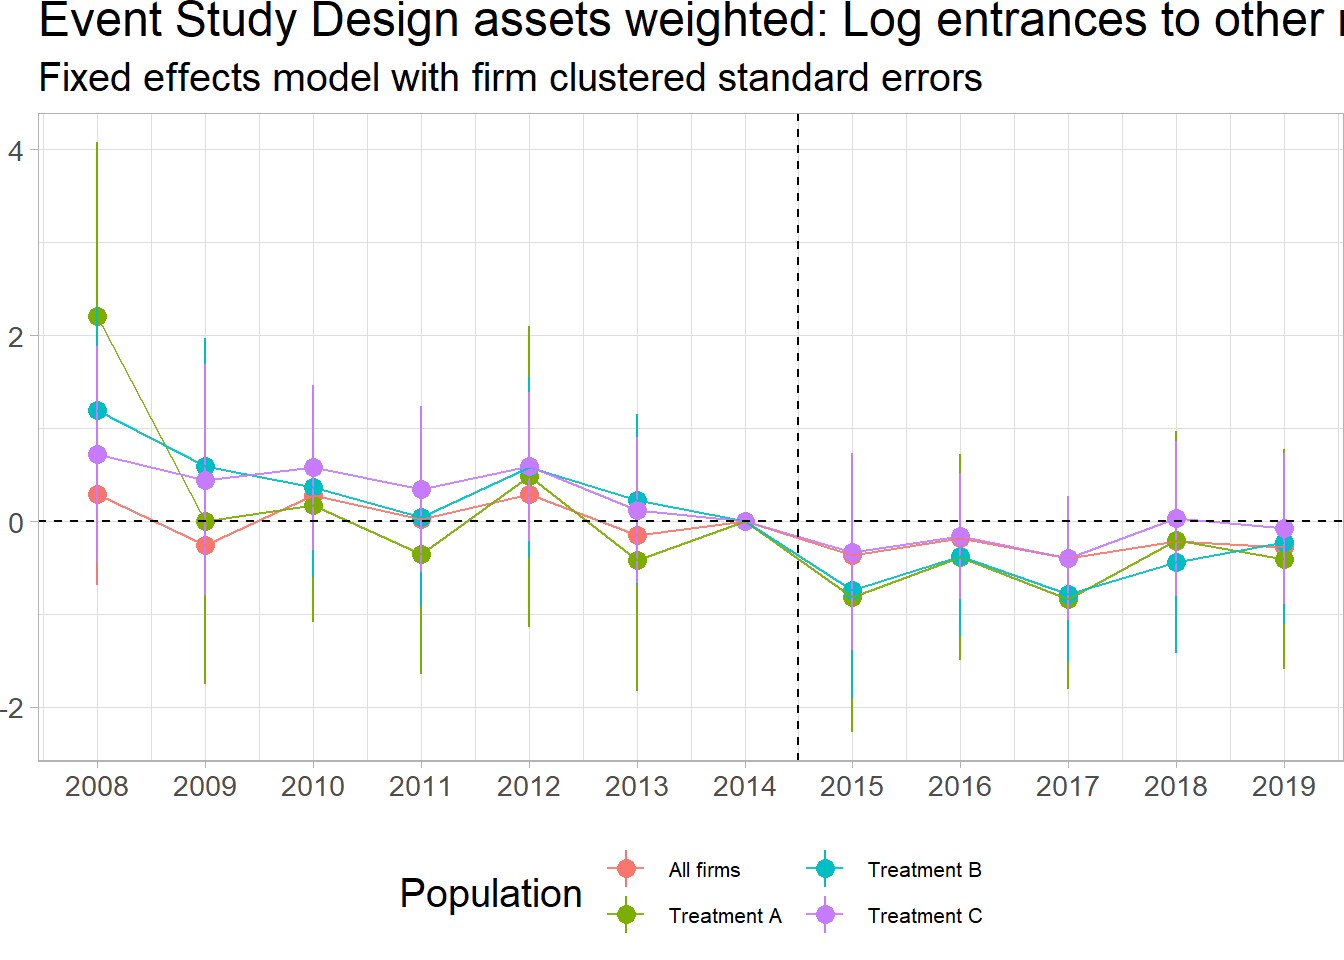 Event Study Design assets weighted: Log entrances to other
Fixed effects model with firm clustered standard errors
4
2
0
-2
2008 2009 2010 2011 2012 2013 2014 2015 2016 2017 2018 2019
Population
All firms Treatment B
Treatment A Treatment C